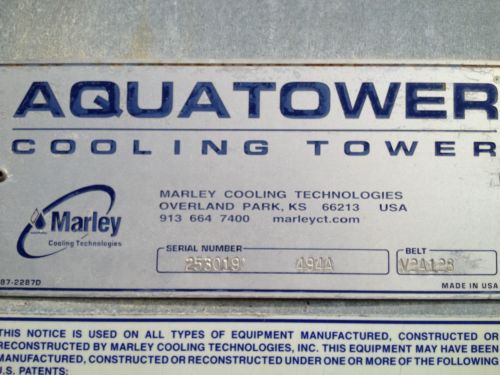 AQUATOWER
COOLING TOWER
MARLEY COOLING TECHNOLOGIES
OVERLAND PARK, KS 66213 USA
913 664 7400 marleyct.com
Marley
Cooling Technologies
SERIAL NUMBER
253019 494A
BELT
V2A128
87-2287D
MADE IN USA
THIS NOTICE IS USED ON ALL TYPES OF EQUIPMENT MANUFACTURED, CONSTRUCTED OR
RECONSTRUCTED BY MARLEY COOLING TECHNOLOGIES, INC. THIS EQUIPMENT MAY HAVE BEEN
MANUFACTURED, CONSTRUCTED OR RECONSTRUCTED UNDER ONE OR MORE OF THE FOLLOWING
U.S. PATENTS: